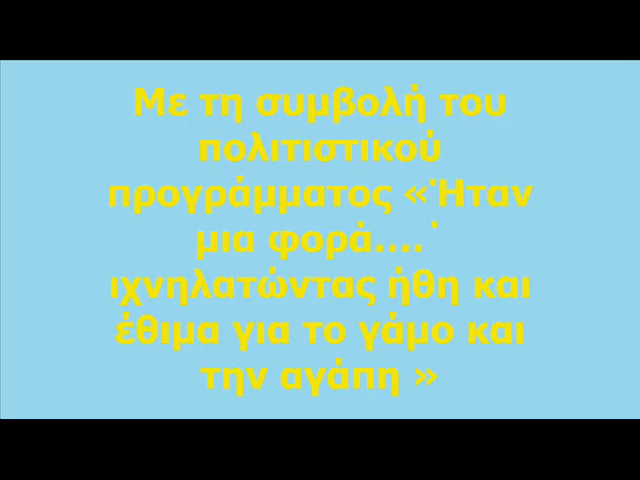 Με τη συμβολή του
πολιτιστικού
προγράμματος «Ήταν
μια φορά....΄
ιχνηλατώντας ήθη και
έθιμα για το γάμο και
την αγάπη »